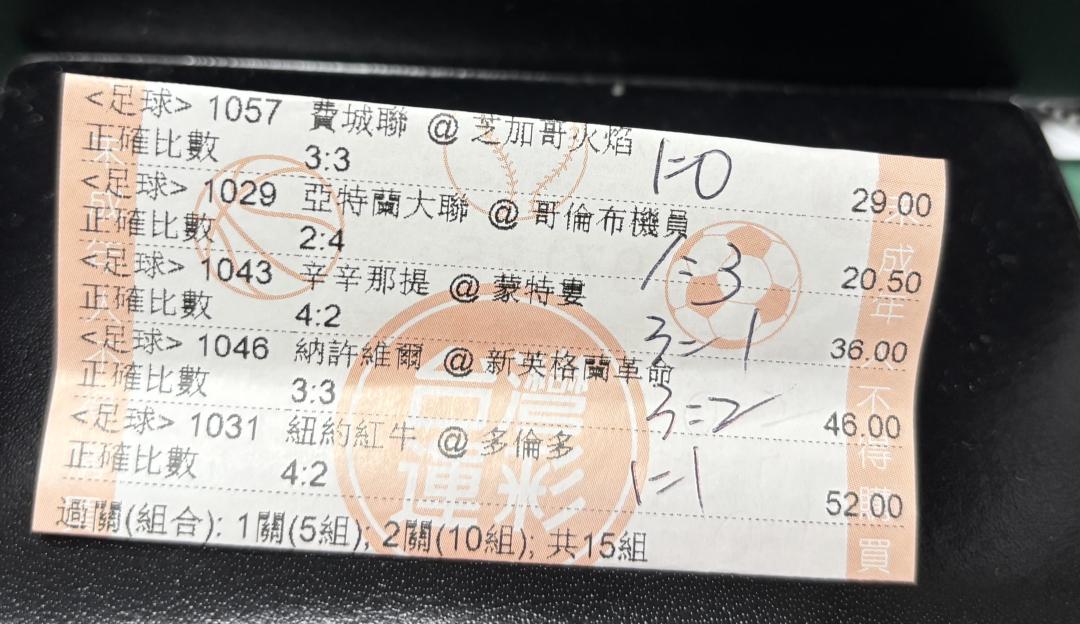 <足球> 1057 費城聯 @ 芝加哥火焰
正確比數 3:3 1=0 29.00
<足球> 1029 亞特蘭大聯 @ 哥倫布機員
正確比數 2:4 1=3 20.50
<足球> 1043 辛辛那提 @ 蒙特婁
正確比數 4:2 3=1 36.00
<足球> 1046 納許維爾 @ 新英格蘭革命
正確比數 3:3 3=2 46.00
<足球> 1031 紐約紅牛 @ 多倫多
正確比數 4:2 1=1 52.00
過關(組合): 1關(5組); 2關(10組); 共15組
台灣
運彩
未成年人不得購買
未成年人不